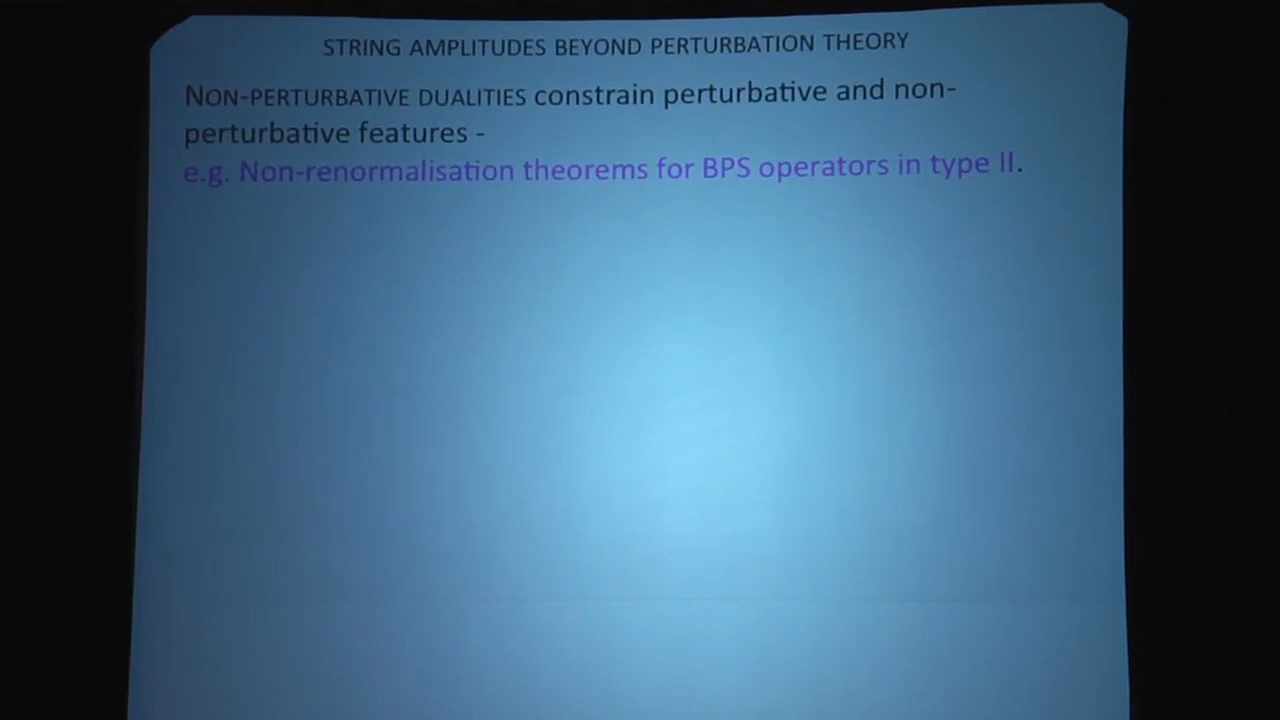 STRING AMPLITUDES BEYOND PERTURBATION THEORY
NON-PERTURBATIVE DUALITIES constrain perturbative and non-
perturbative features -
e.g. Non-renormalisation theorems for BPS operators in type II.